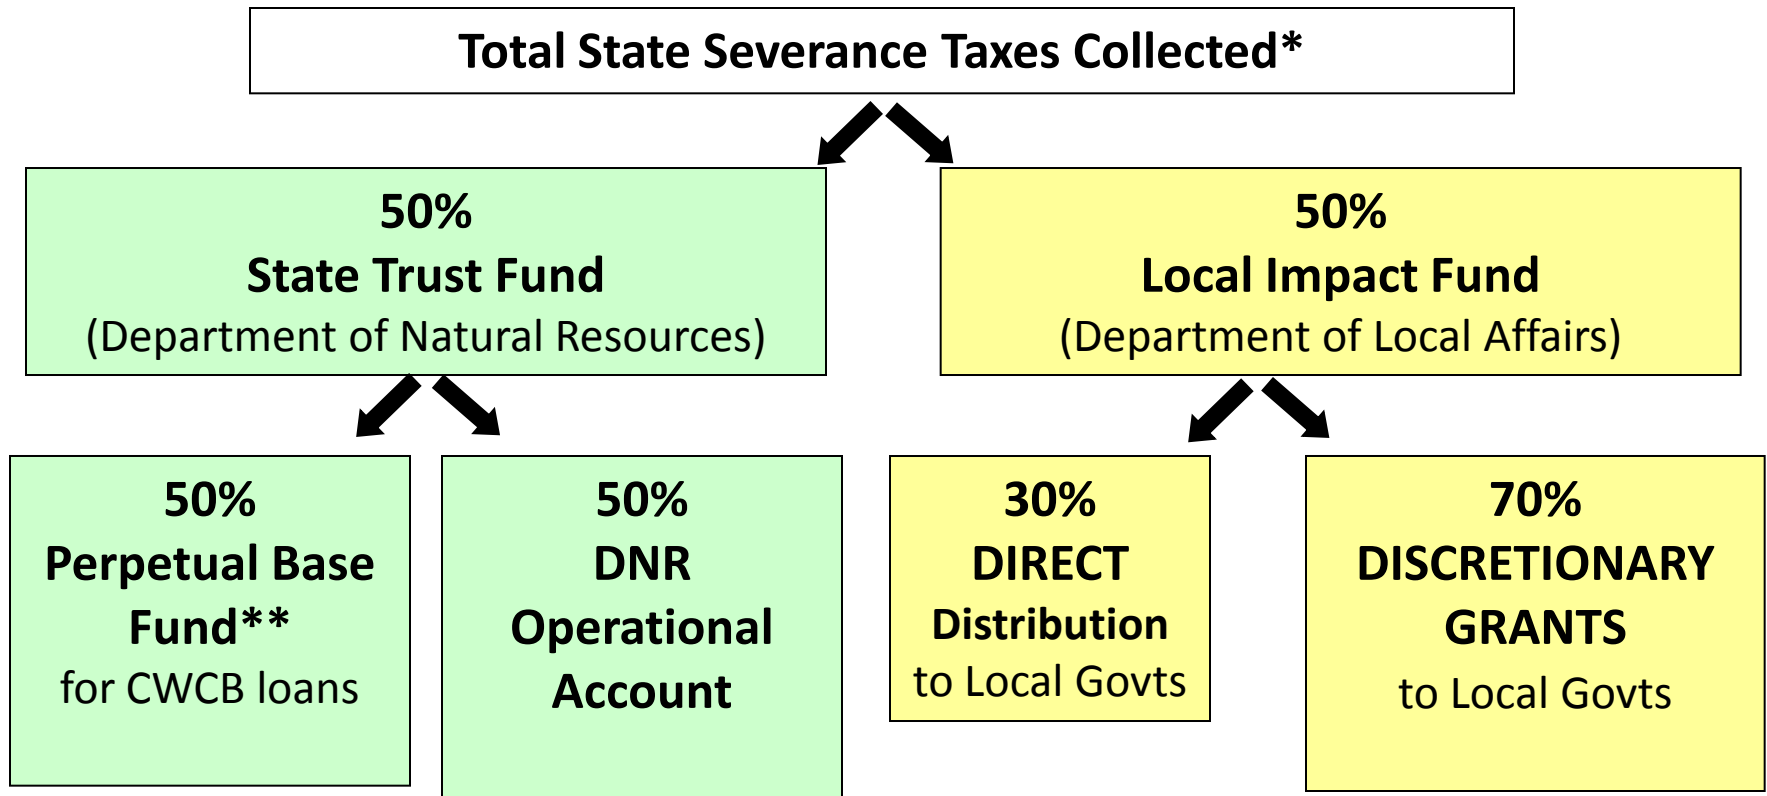 Total State Severance Taxes Collected*
50%
State Trust Fund
(Department of Natural Resources)
50%
Local Impact Fund
(Department of Local Affairs)
50%
Perpetual Base
Fund**
for CWCB loans
50%
DNR
Operational
Account
30%
DIRECT
Distribution
to Local Govts
70%
DISCRETIONARY
GRANTS
to Local Govts